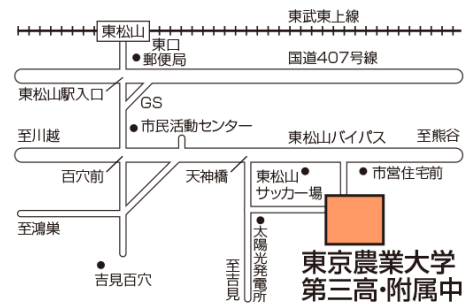 東武東上線
東松山
東口
郵便局
国道407号線
東松山駅入口
GS
市民活動センター
至川越
東松山バイパス
至熊谷
百穴前
天神橋
東松山
サッカー場
市営住宅前
至鴻巣
太陽光発電所
至吉見
吉見百穴
東京農業大学
第三高・附属中